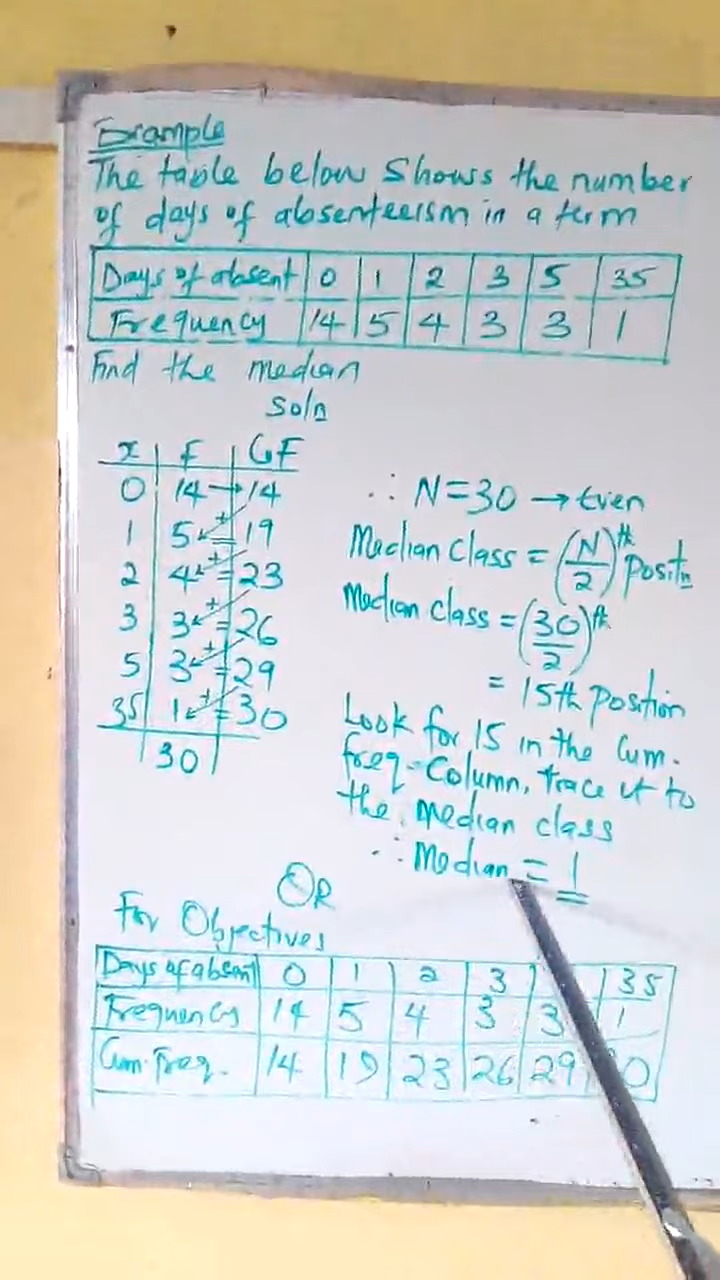 Example
The table below Shows the number
of days of absenteeism in a term
Days of absent 0 1 2 3 5 35
Frequency 14 5 4 3 3 1
Find the median
soln
x F CF
0 14 → 14
1 5 + = 19
2 4 + = 23
3 3 + = 26
5 3 + = 29
35 1 + = 30
30
∴ N = 30 → Even
Median Class = (N/2)th Positn
Median class = (30/2)th
= 15th Position
Look for 15 in the Cum.
freq. Column, trace it to
the median class
∴ Median = 1
OR
For Objectives
Days of absent 0 1 2 3 35
Frequency 14 5 4 3 3 1
Cum. Freq. 14 19 23 26 29 0